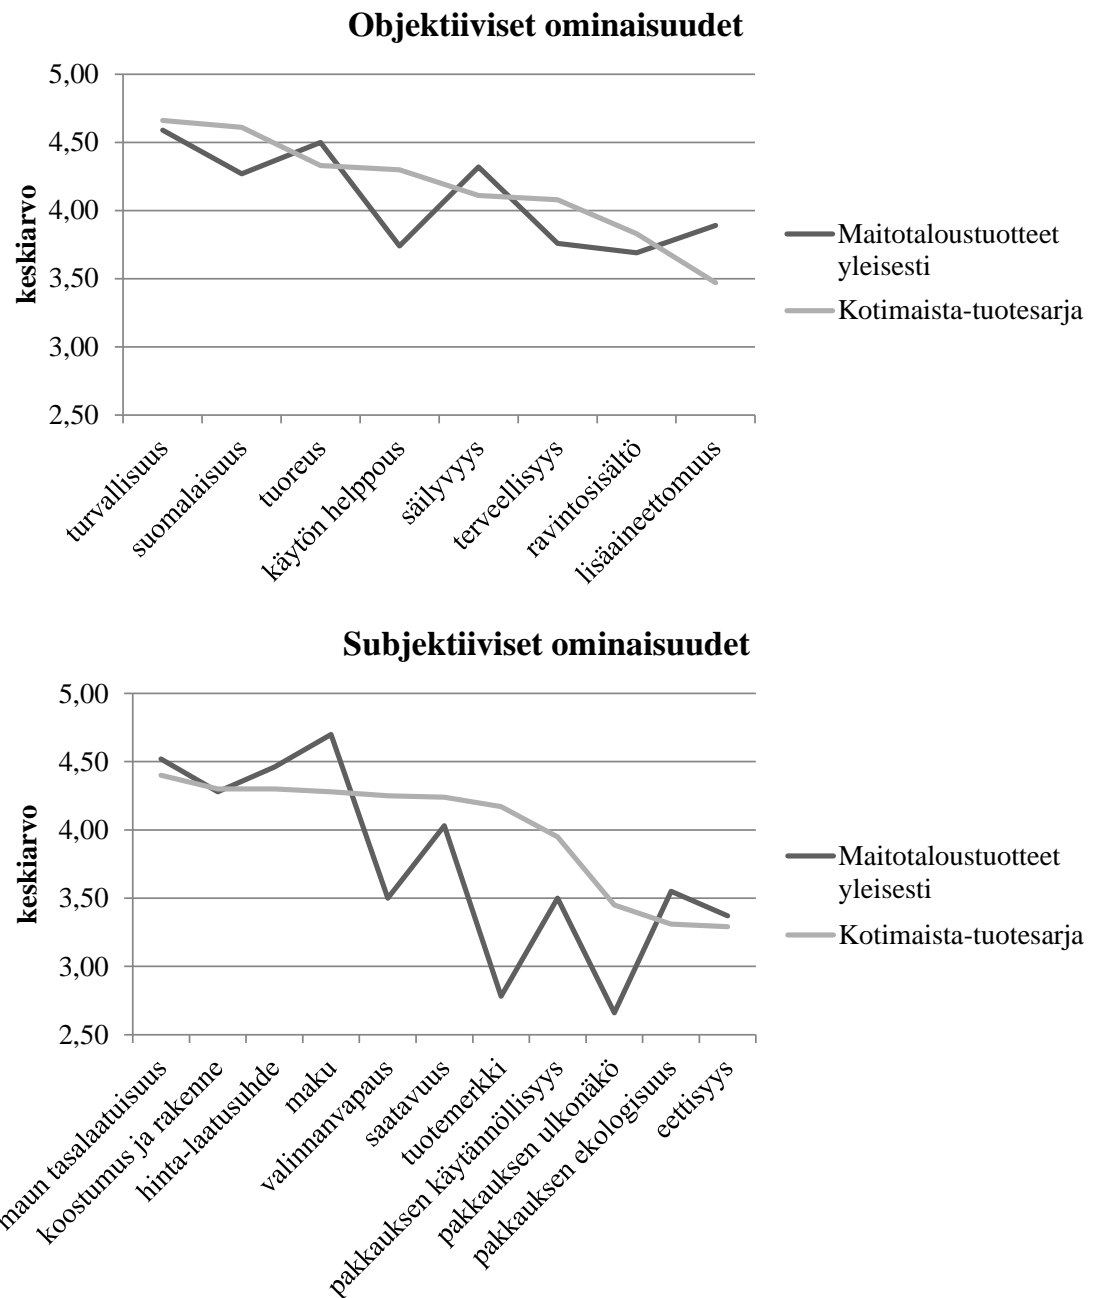 Objektiiviset ominaisuudet
5,00
4,50
4,00
3,50
3,00
2,50
keskiarvo
turvallisuus
suomalaisuus
tuoreus
käytön helppous
säilyvyys
terveellisyys
ravintosisältö
lisäaineettomuus
Maitotaloustuotteet
yleisesti
Kotimaista-tuotesarja
Subjektiiviset ominaisuudet
5,00
4,50
4,00
3,50
3,00
2,50
keskiarvo
maun tasalaatuisuus
koostumus ja rakenne
hinta-laatusuhde
maku
valinnanvapaus
saatavuus
tuotemerkki
pakkauksen käytännöllisyys
pakkauksen ulkonäkö
pakkauksen ekologisuus
eettisyys
Maitotaloustuotteet
yleisesti
Kotimaista-tuotesarja